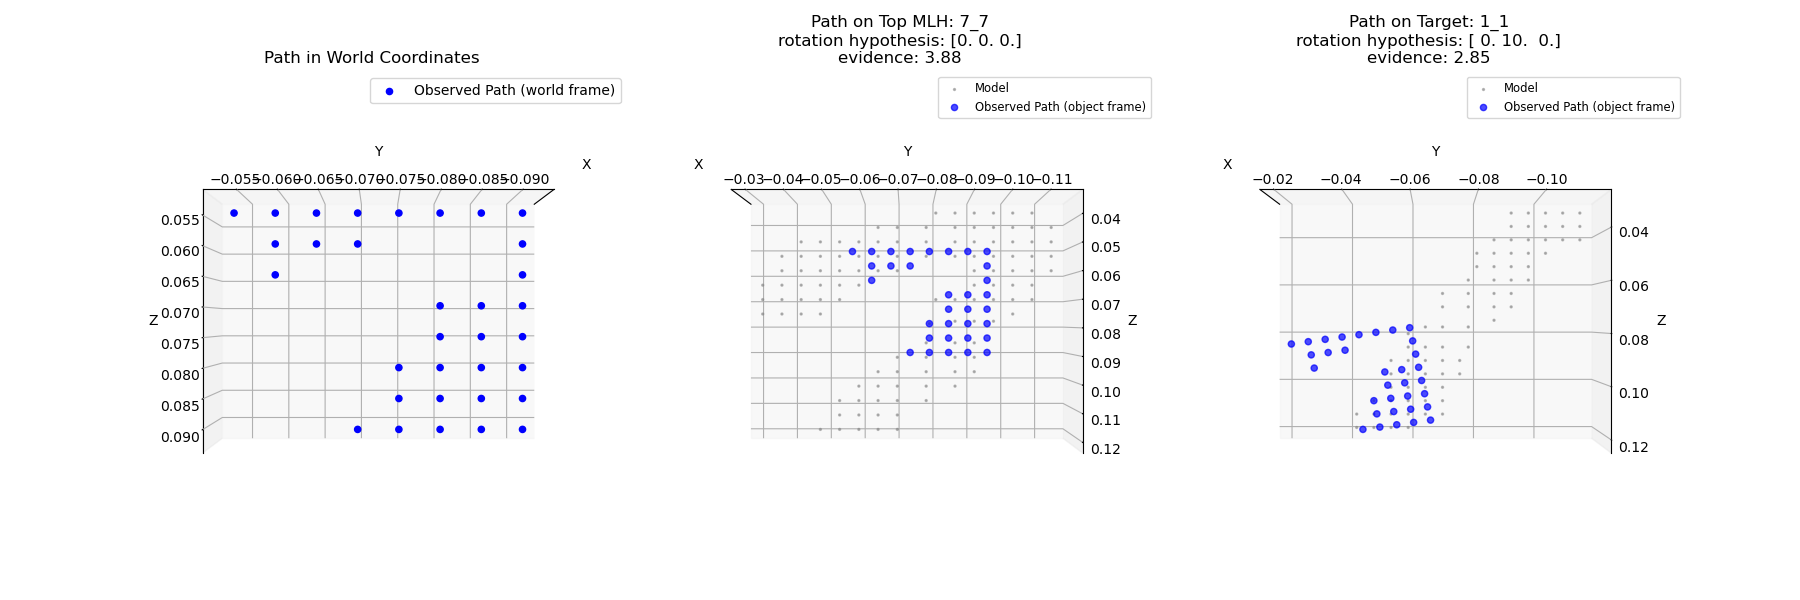 Path in World Coordinates
Observed Path (world frame)
Y
X
−0.055 −0.060 −0.065 −0.070 −0.075 −0.080 −0.085 −0.090
0.055
0.060
0.065
0.070
Z
0.075
0.080
0.085
0.090
Path on Top MLH: 7_7
rotation hypothesis: [0. 0. 0.]
evidence: 3.88
Model
Observed Path (object frame)
Y
X
−0.03 −0.04 −0.05 −0.06 −0.07 −0.08 −0.09 −0.10 −0.11
0.04
0.05
0.06
0.07
Z
0.08
0.09
0.10
0.11
0.12
Path on Target: 1_1
rotation hypothesis: [ 0. 10.  0.]
evidence: 2.85
Model
Observed Path (object frame)
Y
X
−0.02 −0.04 −0.06 −0.08 −0.10
0.04
0.06
Z
0.08
0.10
0.12